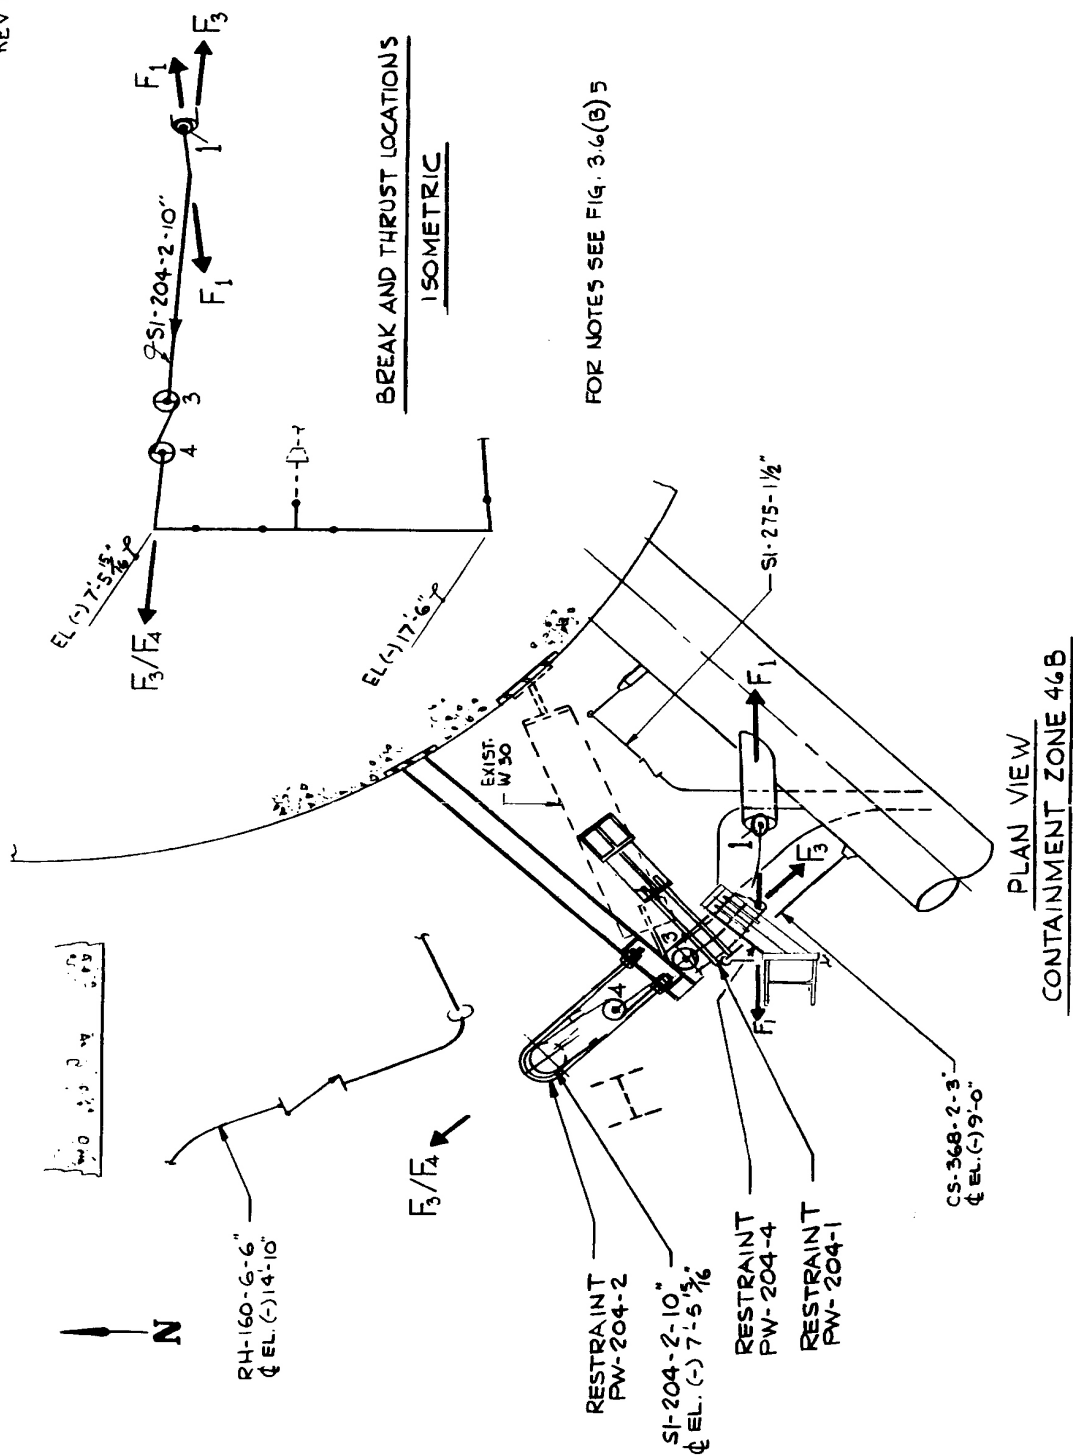 REV
F3
F1
1
F1
SI-204-2-10"
3
4
EL (-) 7'-5 15/16"
F3/F4
EL (-) 17'-6"
BREAK AND THRUST LOCATIONS
ISOMETRIC
FOR NOTES SEE FIG. 3.6(B)5
N
RH-160-6-6"
₵ EL. (-) 14'-10"
F3/F4
EXIST.
W 30
SI-275-1½"
F1
1
F3
3
4
F1
RESTRAINT
PW-204-2
SI-204-2-10"
₵ EL. (-) 7'-5 15/16"
RESTRAINT
PW-204-4
RESTRAINT
PW-204-1
CS-368-2-3"
₵ EL. (-) 9'-0"
PLAN VIEW
CONTAINMENT ZONE 46B